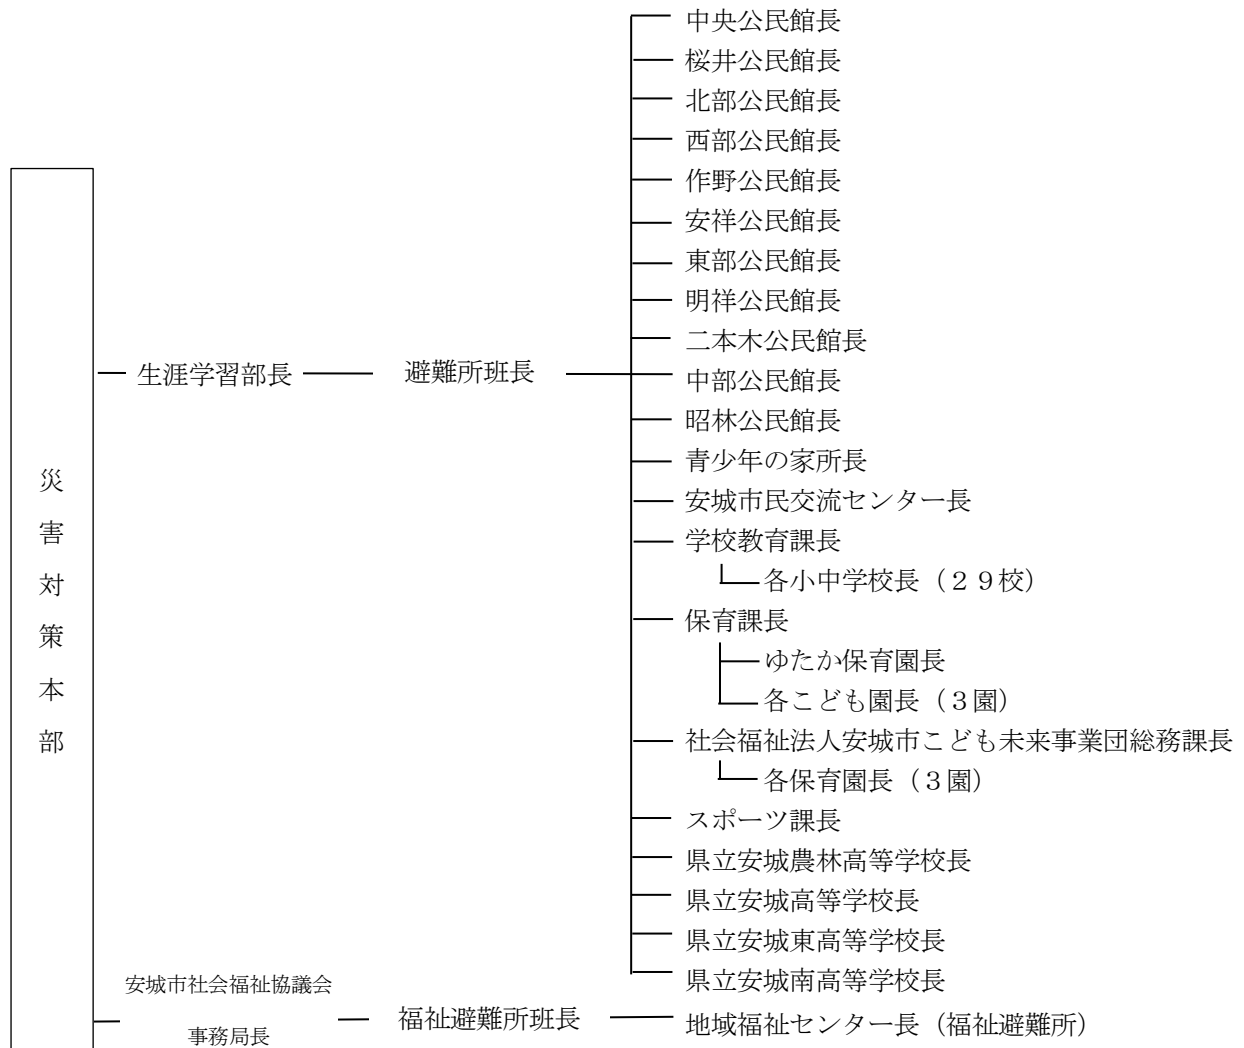 災害対策本部
生涯学習部長
避難所班長
中央公民館長
桜井公民館長
北部公民館長
西部公民館長
作野公民館長
安祥公民館長
東部公民館長
明祥公民館長
二本木公民館長
中部公民館長
昭林公民館長
青少年の家所長
安城市民交流センター長
学校教育課長
各小中学校長（２９校）
保育課長
ゆたか保育園長
各こども園長（３園）
社会福祉法人安城市こども未来事業団総務課長
各保育園長（３園）
スポーツ課長
県立安城農林高等学校長
県立安城高等学校長
県立安城東高等学校長
県立安城南高等学校長
安城市社会福祉協議会
事務局長
福祉避難所班長
地域福祉センター長（福祉避難所）